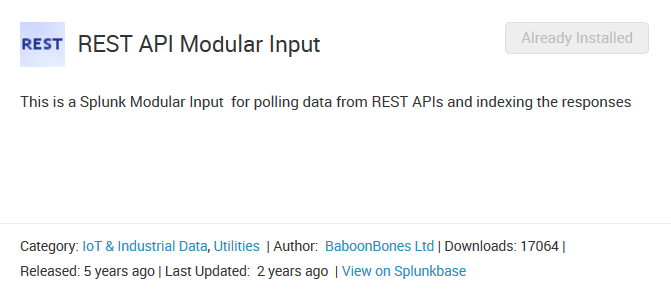 REST
REST API Modular Input
Already Installed
This is a Splunk Modular Input  for polling data from REST APIs and indexing the responses
Category: IoT & Industrial Data, Utilities  | Author:  BaboonBones Ltd | Downloads: 17064 |
Released: 5 years ago | Last Updated:  2 years ago  | View on Splunkbase